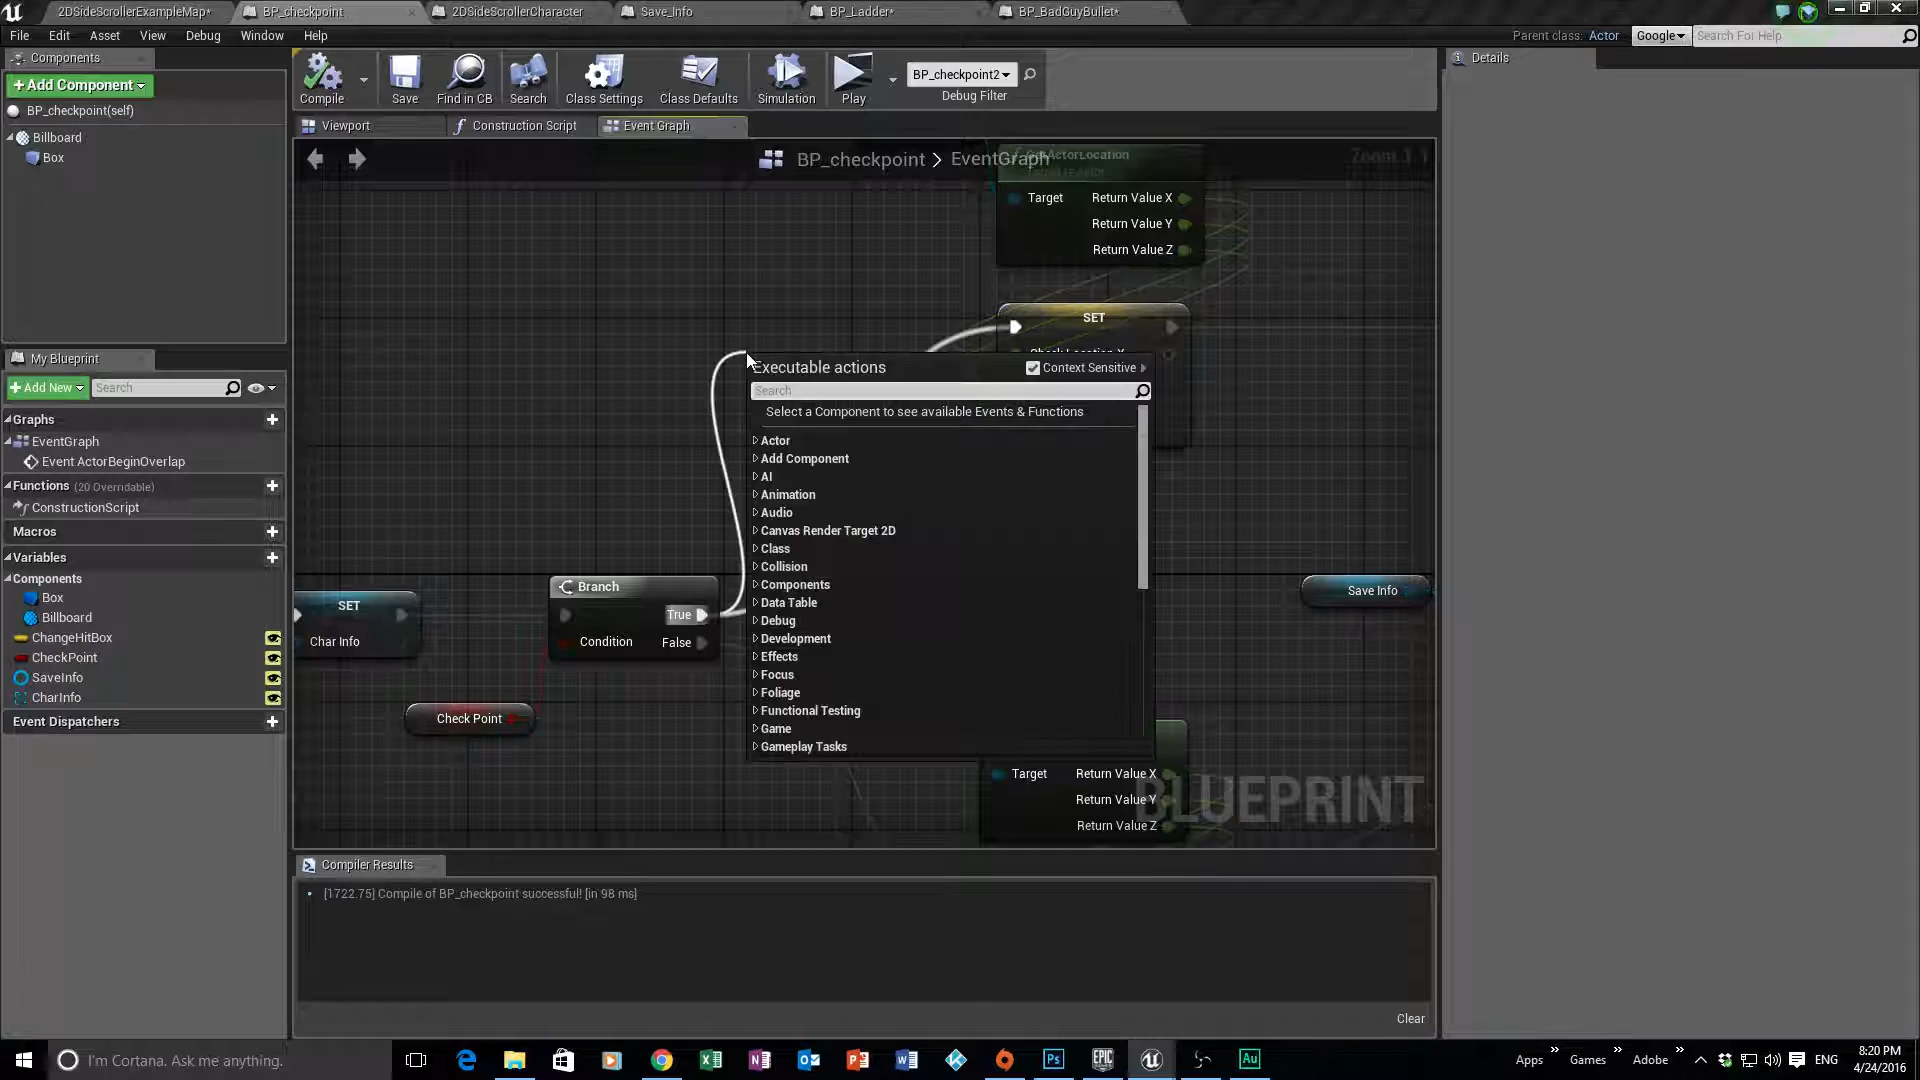 2DSideScrollerExampleMap*
BP_checkpoint
2DSideScrollerCharacter
Save_Info
BP_Ladder*
BP_BadGuyBullet*
File
Edit
Asset
View
Debug
Window
Help
Parent class: Actor
Google
Search For Help
Components
+ Add Component
BP_checkpoint(self)
Billboard
Box
Compile
Save
Find in CB
Search
Class Settings
Class Defaults
Simulation
Play
BP_checkpoint2
Debug Filter
Details
Viewport
Construction Script
Event Graph
BP_checkpoint > EventGraph
GetActorLocation
Target
Return Value X
Return Value Y
Return Value Z
SET
Check Location X
My Blueprint
+ Add New
Search
Graphs
EventGraph
Event ActorBeginOverlap
Functions (20 Overridable)
ConstructionScript
Macros
Variables
Components
Box
Billboard
ChangeHitBox
CheckPoint
SaveInfo
CharInfo
Event Dispatchers
Executable actions
Context Sensitive
Search
Select a Component to see available Events & Functions
Actor
Add Component
AI
Animation
Audio
Canvas Render Target 2D
Class
Collision
Components
Data Table
Debug
Development
Effects
Focus
Foliage
Functional Testing
Game
Gameplay Tasks
SET
Char Info
Branch
True
Condition
False
Check Point
Save Info
Target
Return Value X
Return Value Y
Return Value Z
BLUEPRINT
Compiler Results
[1722.75] Compile of BP_checkpoint successful! [in 98 ms]
Clear
I'm Cortana. Ask me anything.
Ps
EPIC
GAMES
Au
Apps
Games
Adobe
ENG
8:20 PM
4/24/2016